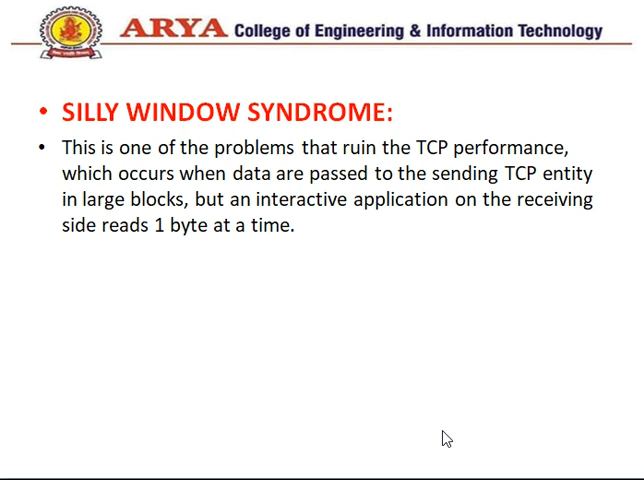 ARYA College of Engineering & Information Technology
• SILLY WINDOW SYNDROME:
• This is one of the problems that ruin the TCP performance,
which occurs when data are passed to the sending TCP entity
in large blocks, but an interactive application on the receiving
side reads 1 byte at a time.